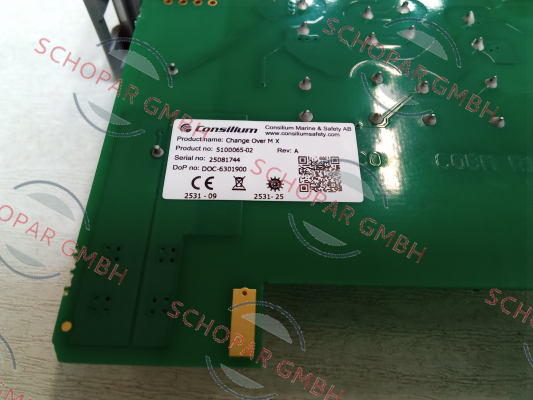 Consilium
Consilium Marine & Safety AB
www.consiliumsafety.com
Product name: Change Over M X
Product no: 5100065-02 Rev: A
Serial no: 25081744
DoP no: DOC-6301900
CE
2531 - 09 2531- 25
SCHOPAR GMBH
SCHOPAR GMBH
SCHOPAR GMBH
SCHOPAR GMBH
SCHOPAR GMBH
SCHOPAR GMBH